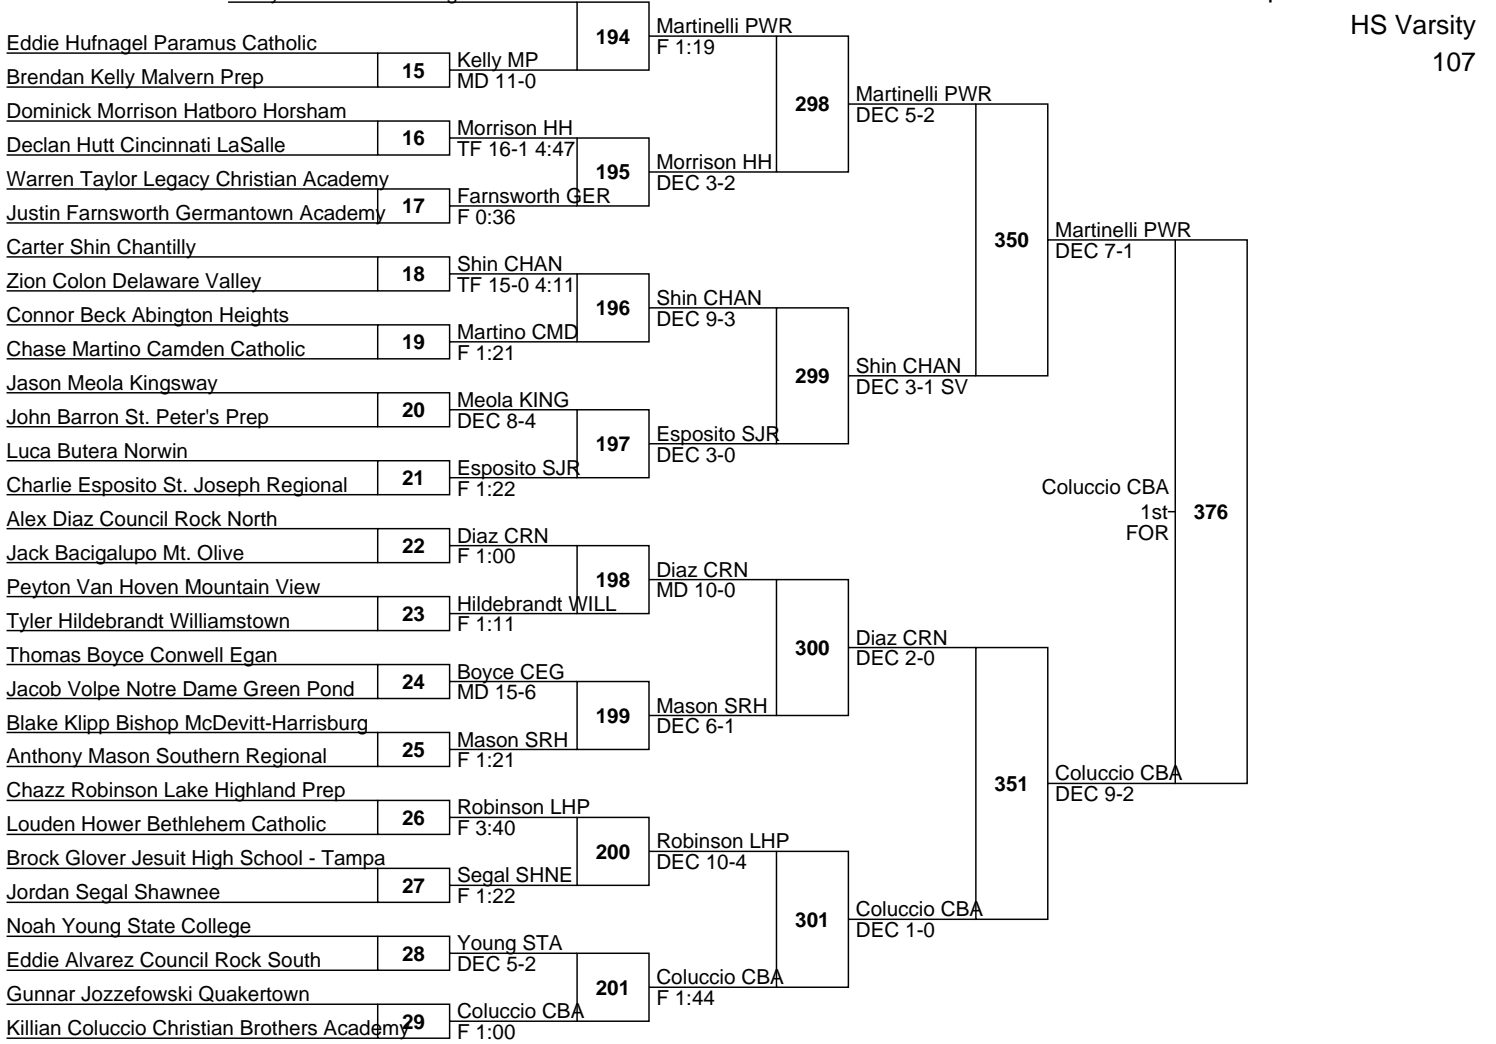 HS Varsity
107
Eddie Hufnagel Paramus Catholic
Brendan Kelly Malvern Prep
Dominick Morrison Hatboro Horsham
Declan Hutt Cincinnati LaSalle
Warren Taylor Legacy Christian Academy
Justin Farnsworth Germantown Academy
Carter Shin Chantilly
Zion Colon Delaware Valley
Connor Beck Abington Heights
Chase Martino Camden Catholic
Jason Meola Kingsway
John Barron St. Peter's Prep
Luca Butera Norwin
Charlie Esposito St. Joseph Regional
Alex Diaz Council Rock North
Jack Bacigalupo Mt. Olive
Peyton Van Hoven Mountain View
Tyler Hildebrandt Williamstown
Thomas Boyce Conwell Egan
Jacob Volpe Notre Dame Green Pond
Blake Klipp Bishop McDevitt-Harrisburg
Anthony Mason Southern Regional
Chazz Robinson Lake Highland Prep
Louden Hower Bethlehem Catholic
Brock Glover Jesuit High School - Tampa
Jordan Segal Shawnee
Noah Young State College
Eddie Alvarez Council Rock South
Gunnar Jozzefowski Quakertown
Killian Coluccio Christian Brothers Academy
15
16
17
18
19
20
21
22
23
24
25
26
27
28
29
Kelly MP
MD 11-0
Morrison HH
TF 16-1 4:47
Farnsworth GER
F 0:36
Shin CHAN
TF 15-0 4:11
Martino CMD
F 1:21
Meola KING
DEC 8-4
Esposito SJR
F 1:22
Diaz CRN
F 1:00
Hildebrandt WILL
F 1:11
Boyce CEG
MD 15-6
Mason SRH
F 1:21
Robinson LHP
F 3:40
Segal SHNE
F 1:22
Young STA
DEC 5-2
Coluccio CBA
F 1:00
194
195
196
197
198
199
200
201
Martinelli PWR
F 1:19
Morrison HH
DEC 3-2
Shin CHAN
DEC 9-3
Esposito SJR
DEC 3-0
Diaz CRN
MD 10-0
Mason SRH
DEC 6-1
Robinson LHP
DEC 10-4
Coluccio CBA
F 1:44
298
299
300
301
Martinelli PWR
DEC 5-2
Shin CHAN
DEC 3-1 SV
Diaz CRN
DEC 2-0
Coluccio CBA
DEC 1-0
350
351
Martinelli PWR
DEC 7-1
Coluccio CBA
DEC 9-2
Coluccio CBA
1st
FOR
376